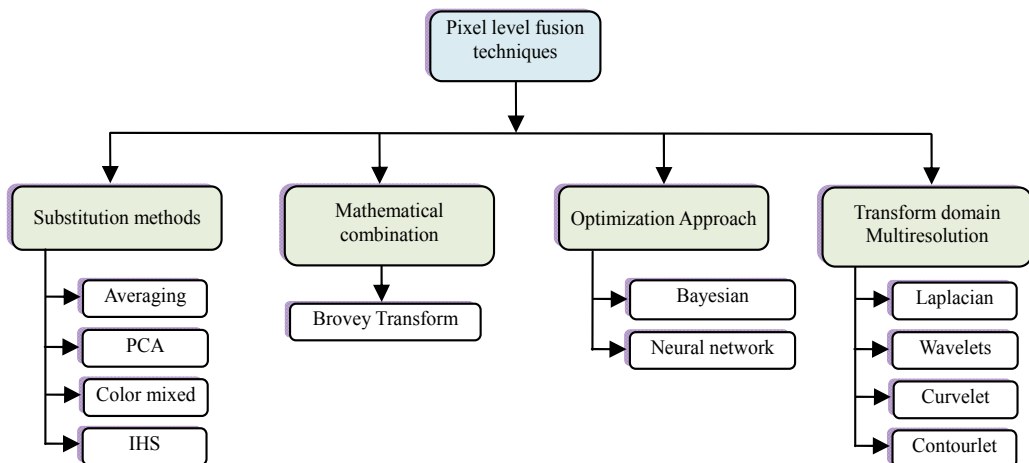 Pixel level fusion
techniques
Substitution methods
Averaging
PCA
Color mixed
IHS
Mathematical
combination
Brovey Transform
Optimization Approach
Bayesian
Neural network
Transform domain
Multiresolution
Laplacian
Wavelets
Curvelet
Contourlet